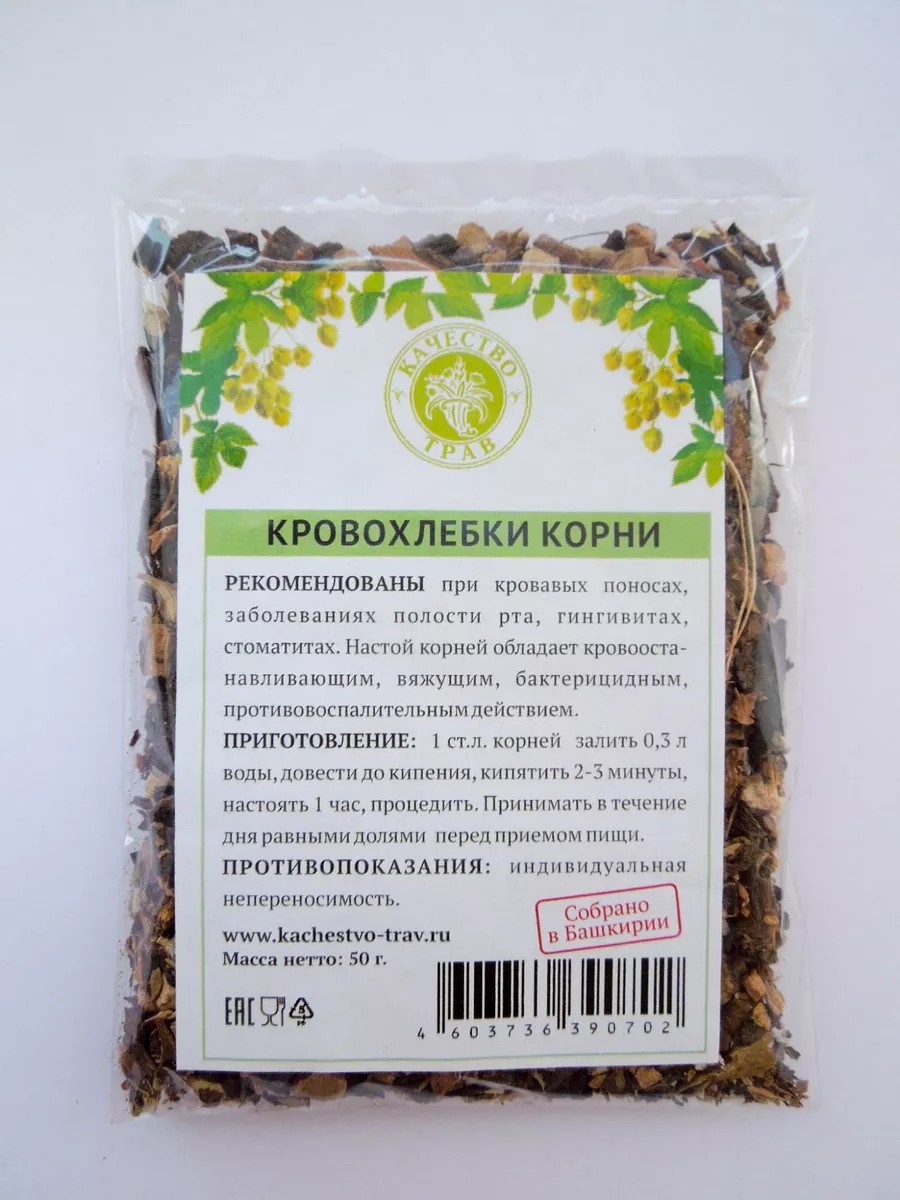 КАЧЕСТВО
ТРАВ
КРОВОХЛЕБКИ КОРНИ
РЕКОМЕНДОВАНЫ при кровавых поносах,
заболеваниях полости рта, гингивитах,
стоматитах. Настой корней обладает кровооста-
навливающим, вяжущим, бактерицидным,
противовоспалительным действием.
ПРИГОТОВЛЕНИЕ: 1 ст.л. корней залить 0,3 л
воды, довести до кипения, кипятить 2-3 минуты,
настоять 1 час, процедить. Принимать в течение
дня равными долями перед приемом пищи.
ПРОТИВОПОКАЗАНИЯ: индивидуальная
непереносимость.
Собрано
в Башкирии
www.kachestvo-trav.ru
Масса нетто: 50 г.
EAC 5 PP
4 603736 390702